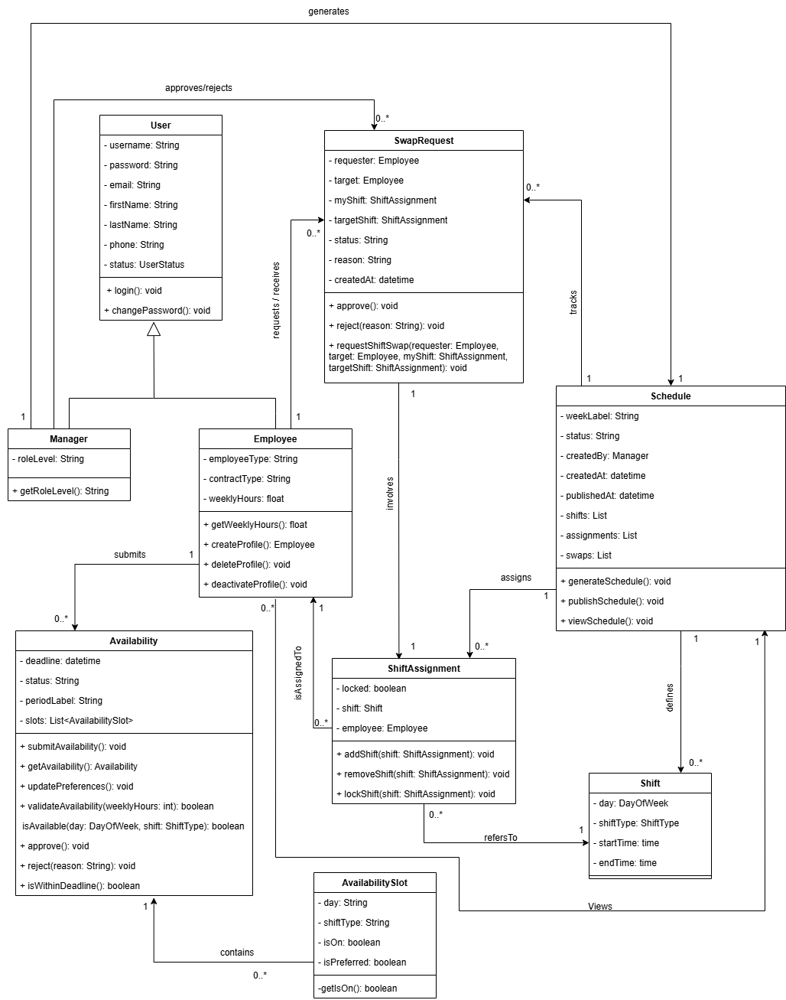 generates
approves/rejects
0..*
User
- username: String
- password: String
- email: String
- firstName: String
- lastName: String
- phone: String
- status: UserStatus
+ login(): void
+ changePassword(): void
SwapRequest
- requester: Employee
- target: Employee
- myShift: ShiftAssignment
- targetShift: ShiftAssignment
- status: String
- reason: String
- createdAt: datetime
+ approve(): void
+ reject(reason: String): void
+ requestShiftSwap(requester: Employee,
target: Employee, myShift: ShiftAssignment,
targetShift: ShiftAssignment): void
0..*
0..*
requests / receives
tracks
1
1
1
1
1
Manager
- roleLevel: String
+ getRoleLevel(): String
Employee
- employeeType: String
- contractType: String
- weeklyHours: float
+ getWeeklyHours(): float
+ createProfile(): Employee
+ deleteProfile(): void
+ deactivateProfile(): void
Schedule
- weekLabel: String
- status: String
- createdBy: Manager
- createdAt: datetime
- publishedAt: datetime
- shifts: List
- assignments: List
- swaps: List
+ generateSchedule(): void
+ publishSchedule(): void
+ viewSchedule(): void
involves
submits
1
assigns
1
0..*
0..*
1
1
0..*
1
1
Availability
- deadline: datetime
- status: String
- periodLabel: String
- slots: List<AvailabilitySlot>
+ submitAvailability(): void
+ getAvailability(): Availability
+ updatePreferences(): void
+ validateAvailability(weeklyHours: int): boolean
isAvailable(day: DayOfWeek, shift: ShiftType): boolean
+ approve(): void
+ reject(reason: String): void
+ isWithinDeadline(): boolean
isAssignedTo
0..*
ShiftAssignment
- locked: boolean
- shift: Shift
- employee: Employee
+ addShift(shift: ShiftAssignment): void
+ removeShift(shift: ShiftAssignment): void
+ lockShift(shift: ShiftAssignment): void
defines
0..*
Shift
- day: DayOfWeek
- shiftType: ShiftType
- startTime: time
- endTime: time
0..*
refersTo
1
AvailabilitySlot
- day: String
- shiftType: String
- isOn: boolean
- isPreferred: boolean
-getIsOn(): boolean
Views
1
contains
0..*